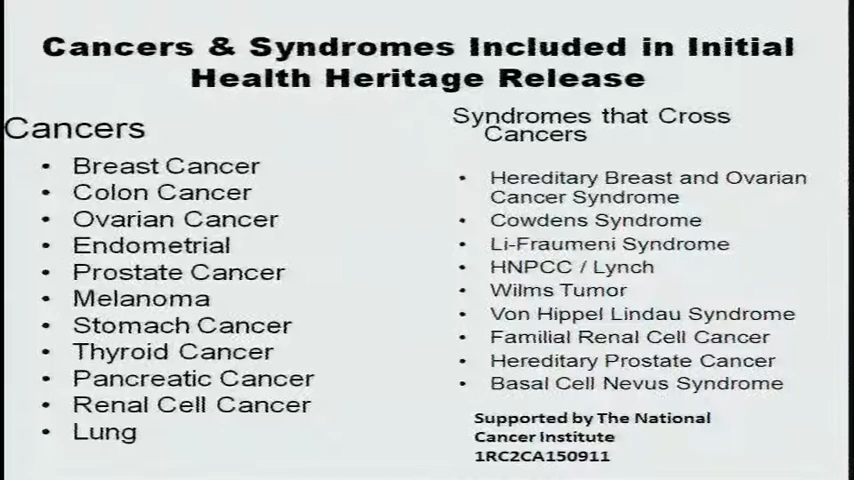 Cancers & Syndromes Included in Initial
Health Heritage Release
Cancers
• Breast Cancer
• Colon Cancer
• Ovarian Cancer
• Endometrial
• Prostate Cancer
• Melanoma
• Stomach Cancer
• Thyroid Cancer
• Pancreatic Cancer
• Renal Cell Cancer
• Lung
Syndromes that Cross
Cancers
• Hereditary Breast and Ovarian
Cancer Syndrome
• Cowdens Syndrome
• Li-Fraumeni Syndrome
• HNPCC / Lynch
• Wilms Tumor
• Von Hippel Lindau Syndrome
• Familial Renal Cell Cancer
• Hereditary Prostate Cancer
• Basal Cell Nevus Syndrome
Supported by The National
Cancer Institute
1RC2CA150911